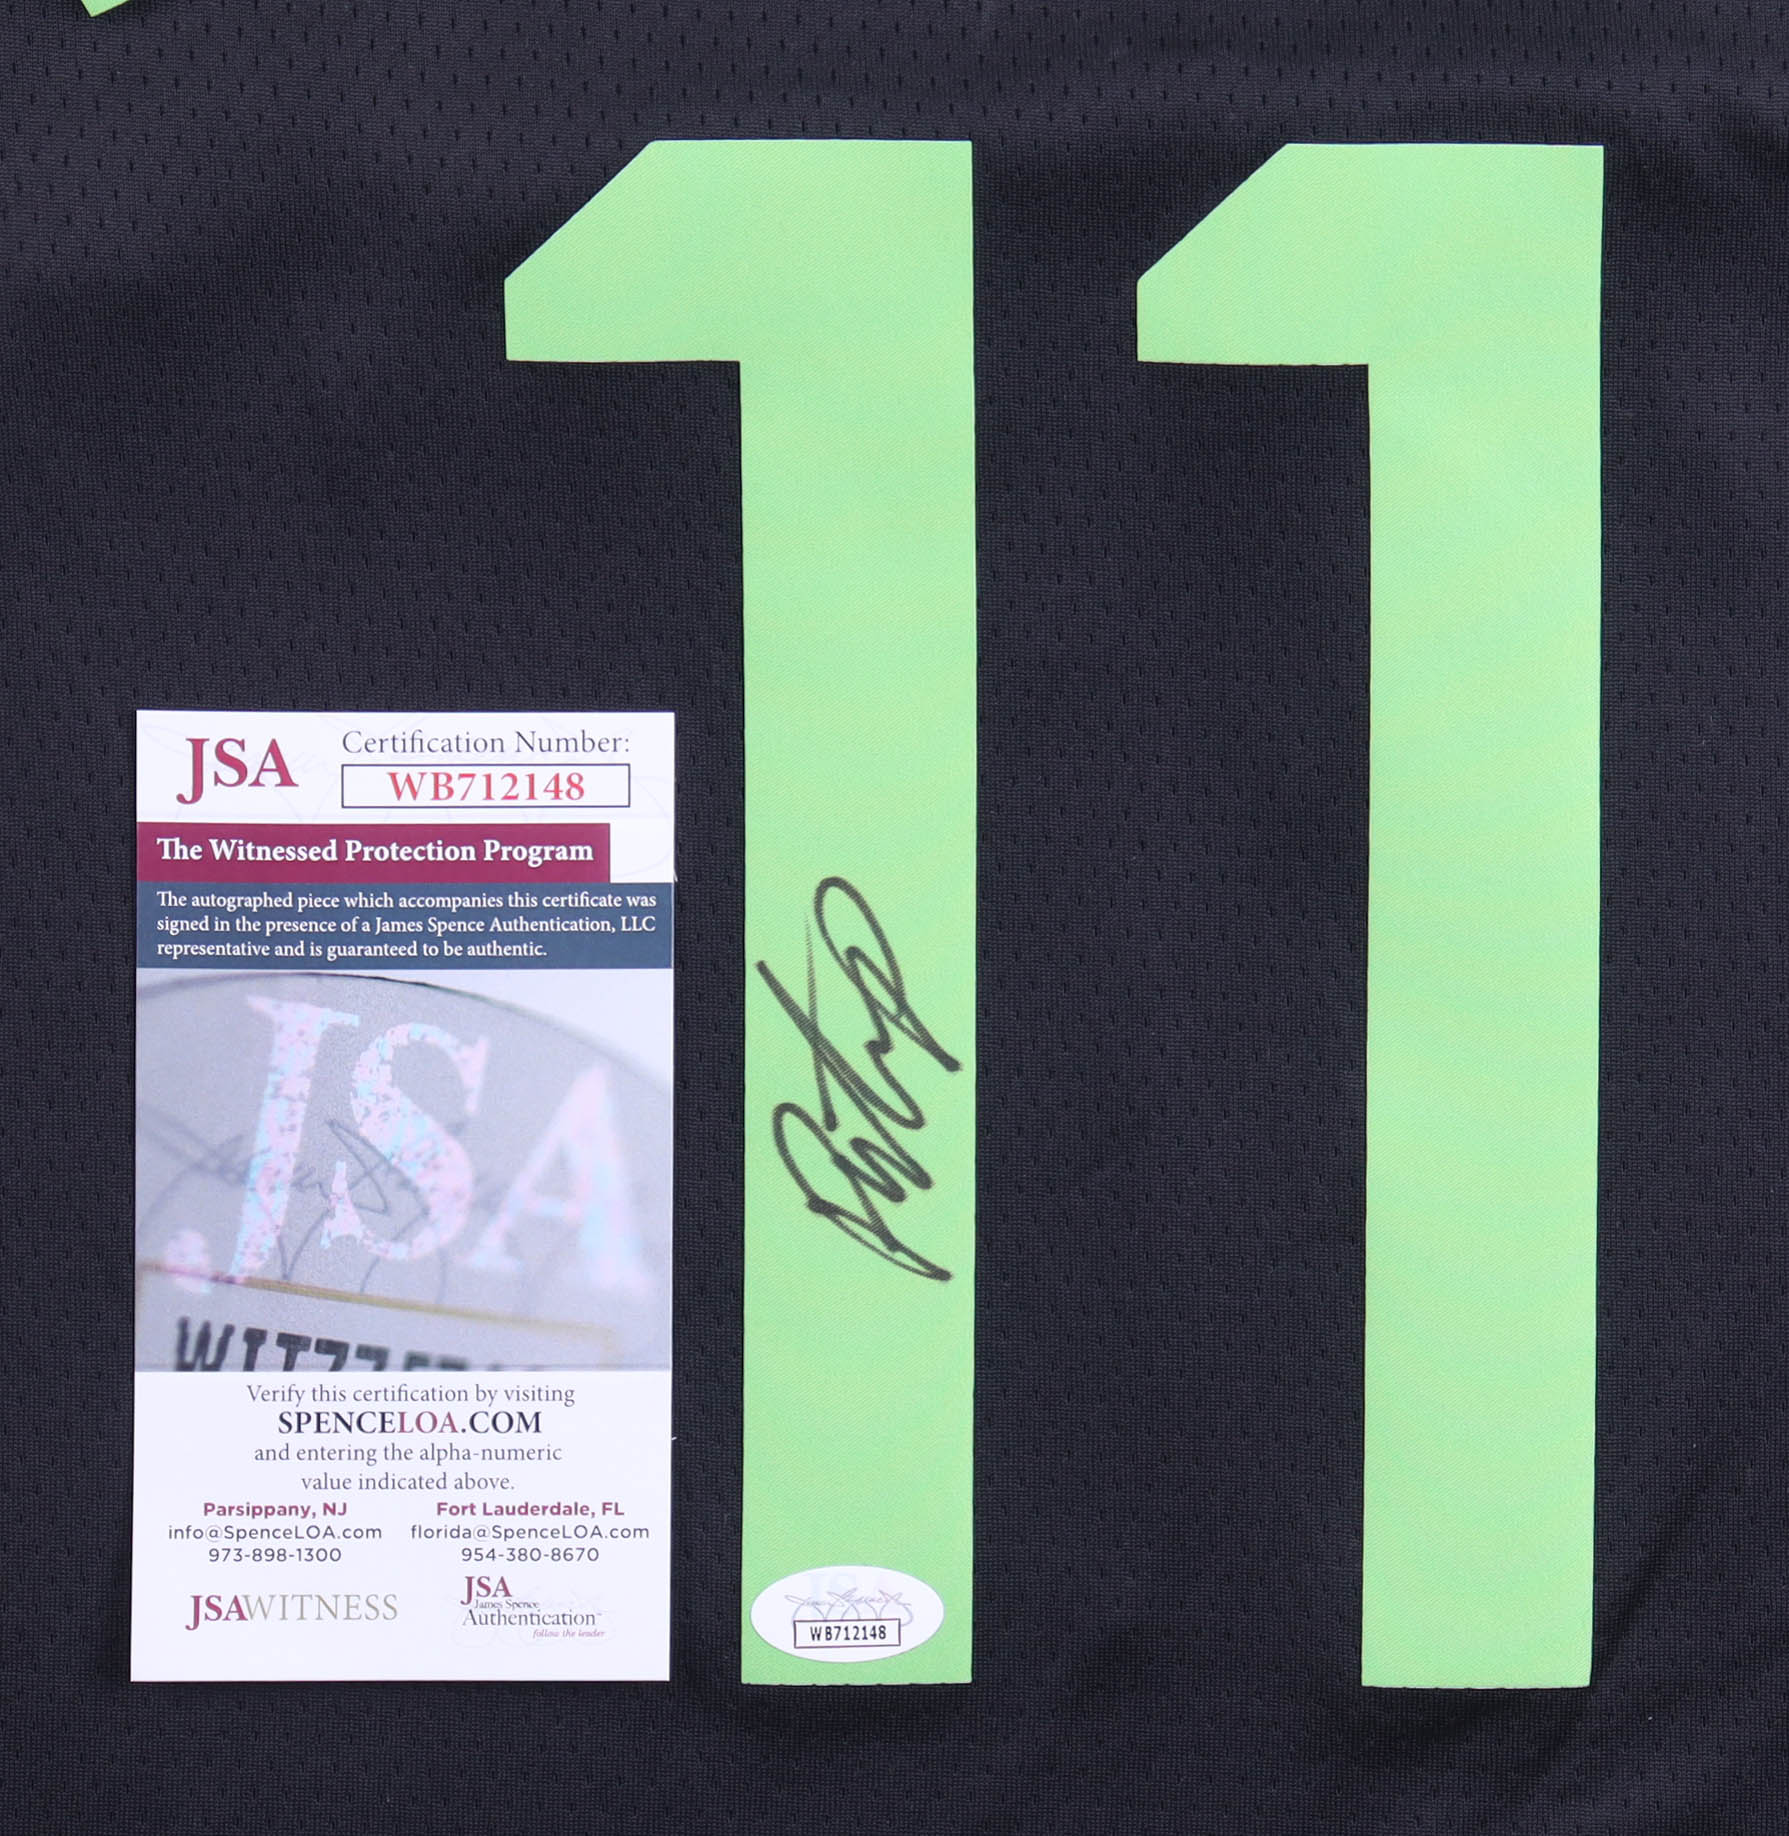 11
JSA
Certification Number:
WB712148
The Witnessed Protection Program
The autographed piece which accompanies this certificate was
signed in the presence of a James Spence Authentication, LLC
representative and is guaranteed to be authentic.
JSA
Verify this certification by visiting
SPENCELOA.COM
and entering the alpha-numeric
value indicated above.
Parsippany, NJ
info@SpenceLOA.com
973-898-1300
Fort Lauderdale, FL
florida@SpenceLOA.com
954-380-8670
JSAWITNESS
JSA
James Spence
Authentication
follow the leader
WB712148